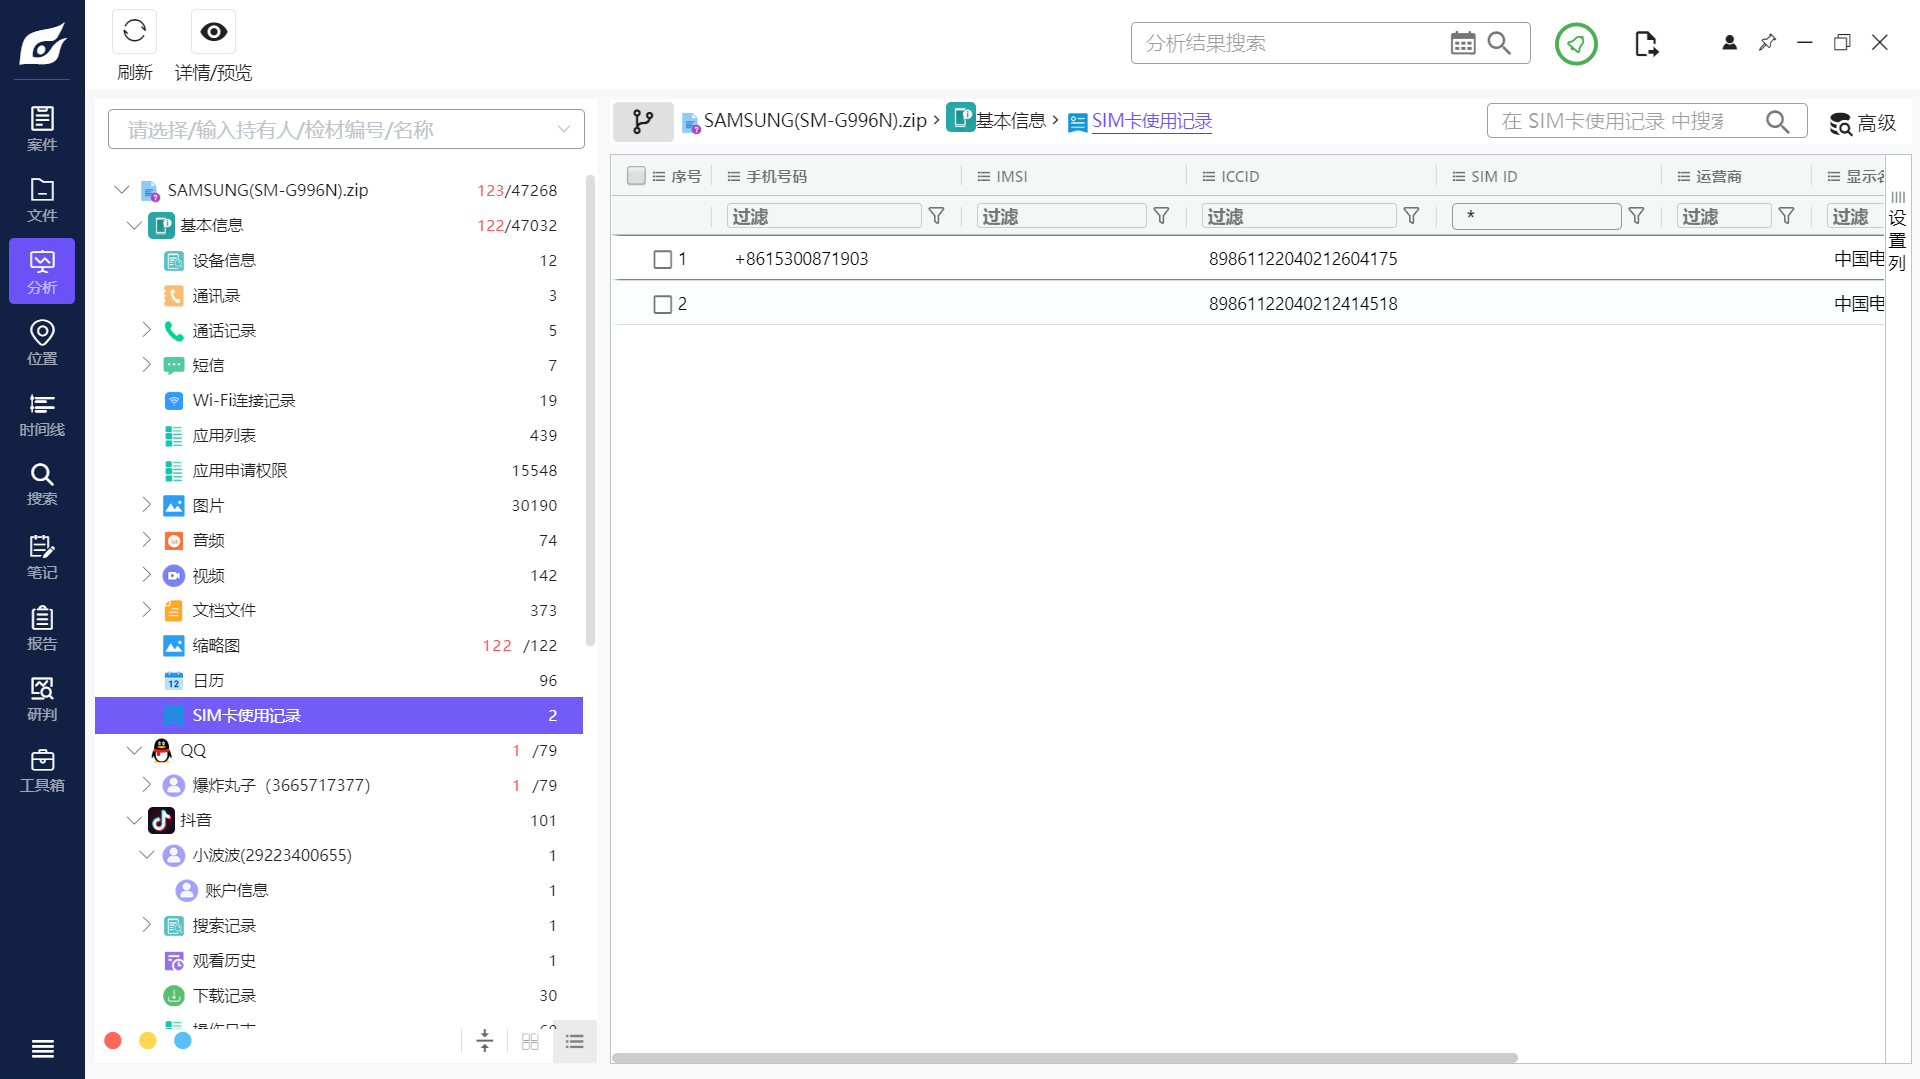 刷新
详情/预览
分析结果搜索
案件
文件
分析
位置
时间线
搜索
笔记
报告
研判
工具箱
请选择/输入持有人/检材编号/名称
SAMSUNG(SM-G996N).zip 123/47268
基本信息 122/47032
设备信息 12
通讯录 3
通话记录 5
短信 7
Wi-Fi连接记录 19
应用列表 439
应用申请权限 15548
图片 30190
音频 74
视频 142
文档文件 373
缩略图 122 /122
日历 96
SIM卡使用记录 2
QQ 1 /79
爆炸丸子（3665717377） 1 /79
抖音 101
小波波(29223400655) 1
账户信息 1
搜索记录 1
观看历史 1
下载记录 30
SAMSUNG(SM-G996N).zip › 基本信息 › SIM卡使用记录
在 SIM卡使用记录 中搜索
高级
序号 手机号码 IMSI ICCID SIM ID 运营商 显示名
过滤 过滤 过滤 * 过滤 过滤
1 +8615300871903 89861122040212604175 中国电
2 89861122040212414518 中国电
设置列